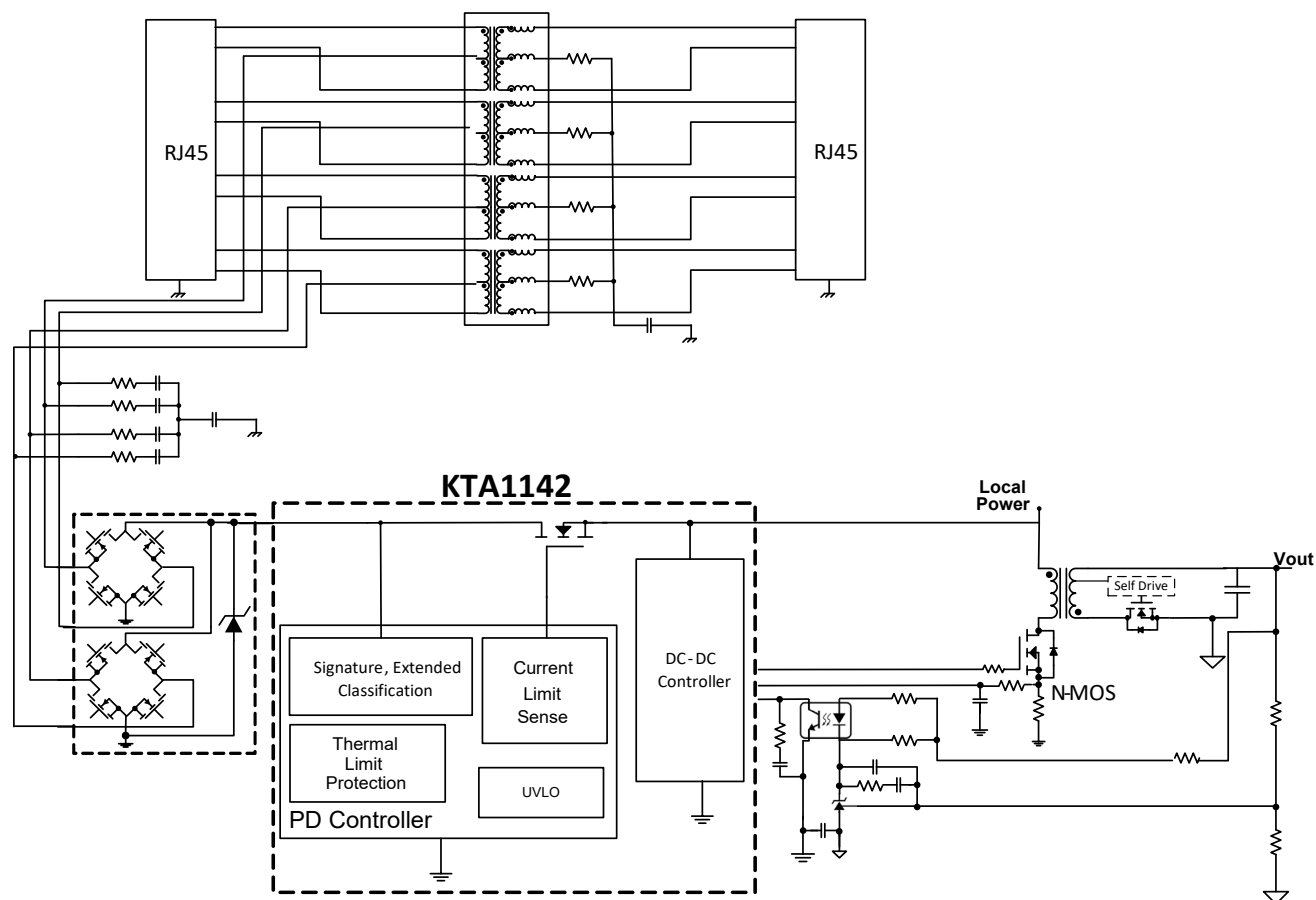 RJ45
RJ45
KTA1142
Local
Power
Vout
Self Drive
Signature, Extended
Classification
Current
Limit
Sense
DC-DC
Controller
N-MOS
Thermal
Limit
Protection
UVLO
PD Controller